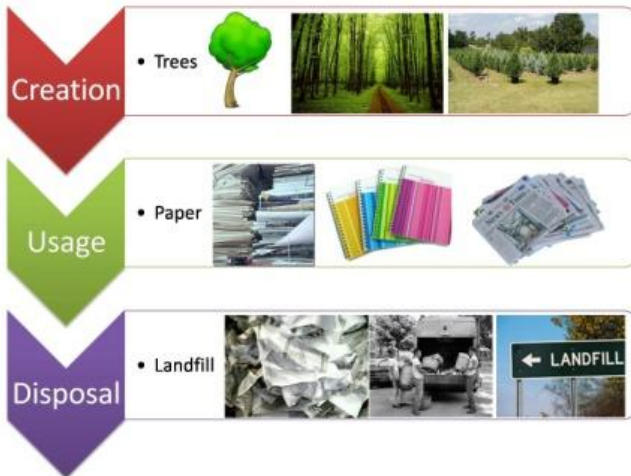 Creation
• Trees
Usage
• Paper
Disposal
• Landfill
← LANDFILL